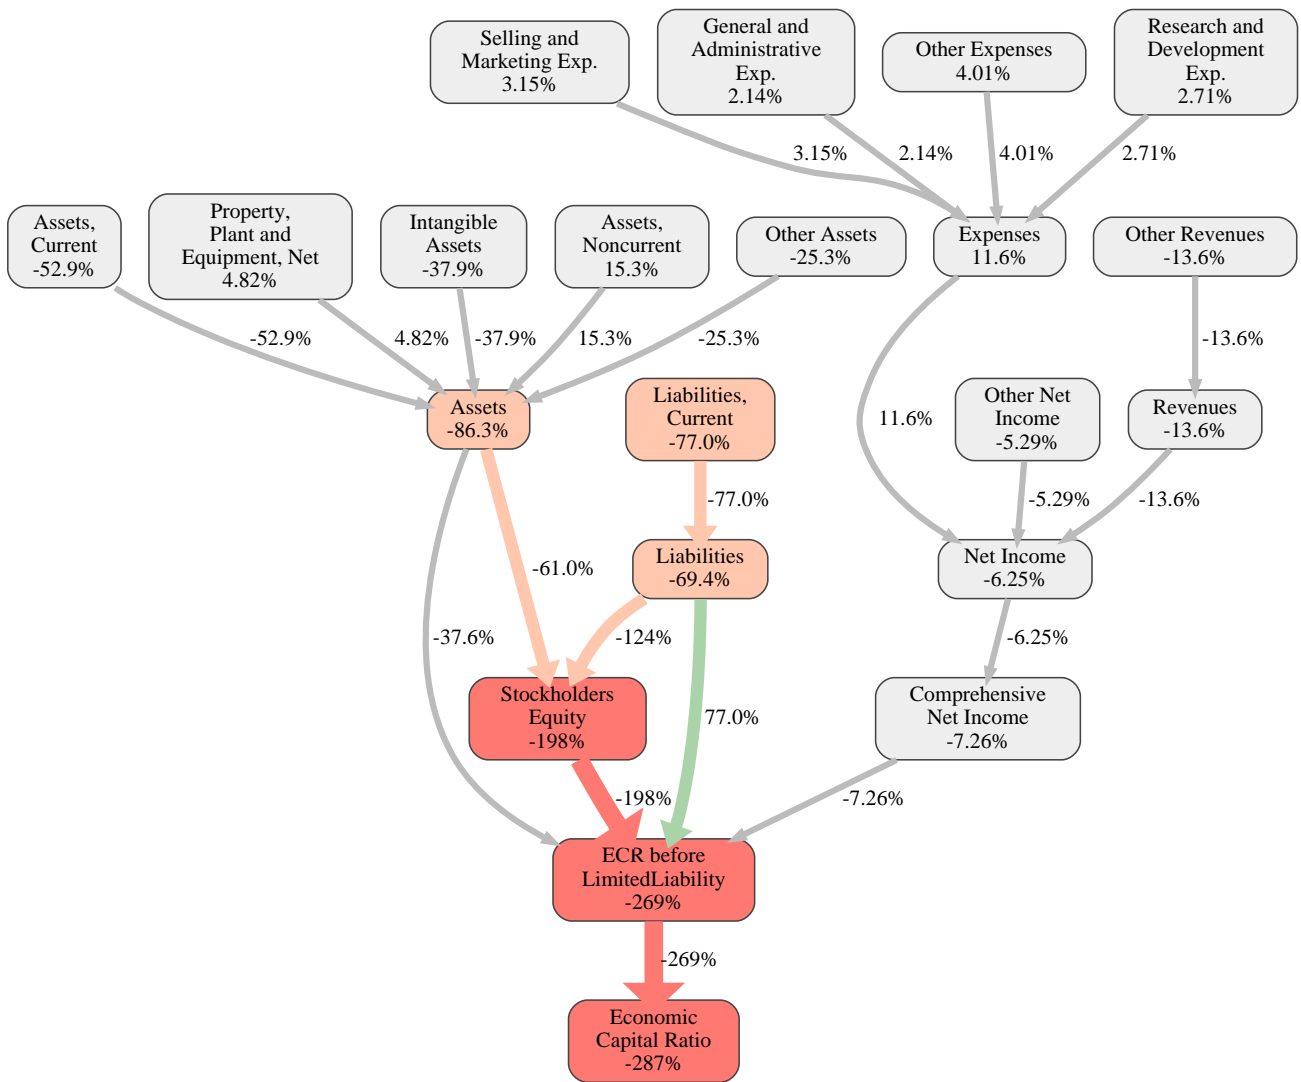 Selling and
Marketing Exp.
3.15%
General and
Administrative
Exp.
2.14%
Other Expenses
4.01%
Research and
Development
Exp.
2.71%
3.15%
2.14%
4.01%
2.71%
Assets,
Current
-52.9%
Property,
Plant and
Equipment, Net
4.82%
Intangible
Assets
-37.9%
Assets,
Noncurrent
15.3%
Other Assets
-25.3%
Expenses
11.6%
Other Revenues
-13.6%
-52.9%
4.82%
-37.9%
15.3%
-25.3%
-13.6%
Assets
-86.3%
Liabilities,
Current
-77.0%
11.6%
Other Net
Income
-5.29%
Revenues
-13.6%
-77.0%
-5.29%
-13.6%
-61.0%
Liabilities
-69.4%
Net Income
-6.25%
-37.6%
-124%
-6.25%
Stockholders
Equity
-198%
77.0%
Comprehensive
Net Income
-7.26%
-198%
-7.26%
ECR before
LimitedLiability
-269%
-269%
Economic
Capital Ratio
-287%